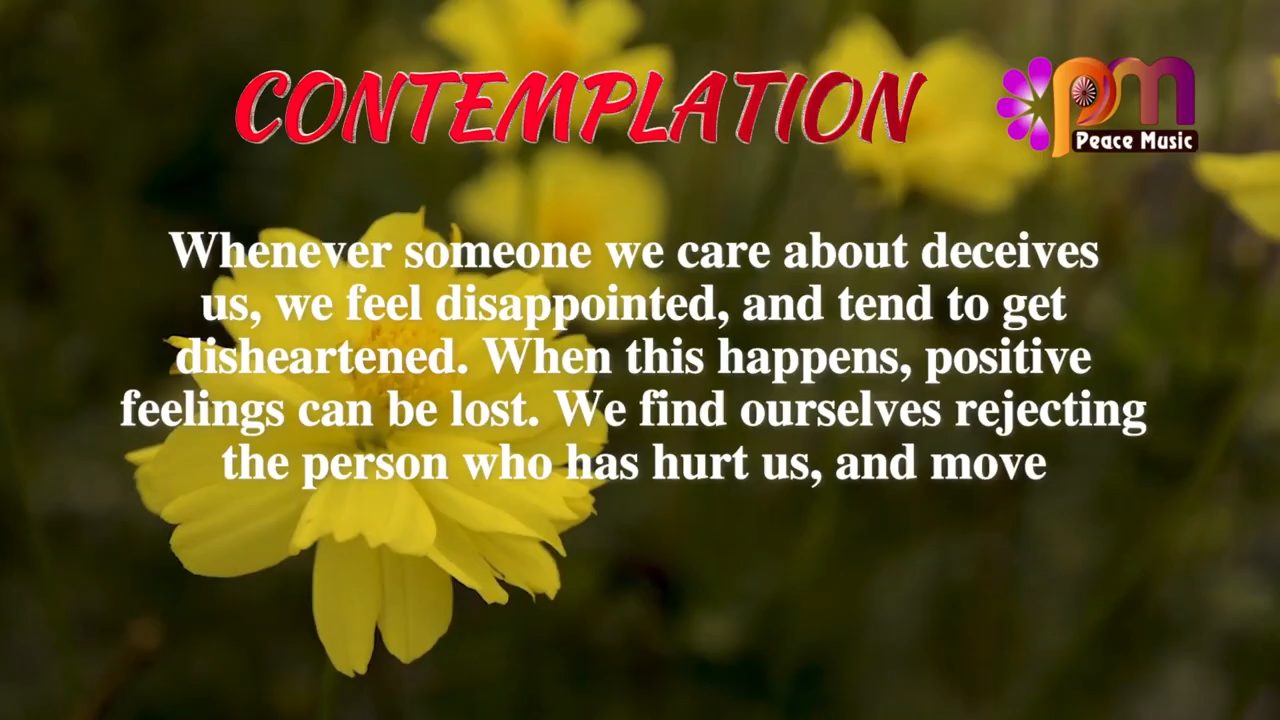 CONTEMPLATION
pm
Peace Music
Whenever someone we care about deceives
us, we feel disappointed, and tend to get
disheartened. When this happens, positive
feelings can be lost. We find ourselves rejecting
the person who has hurt us, and move